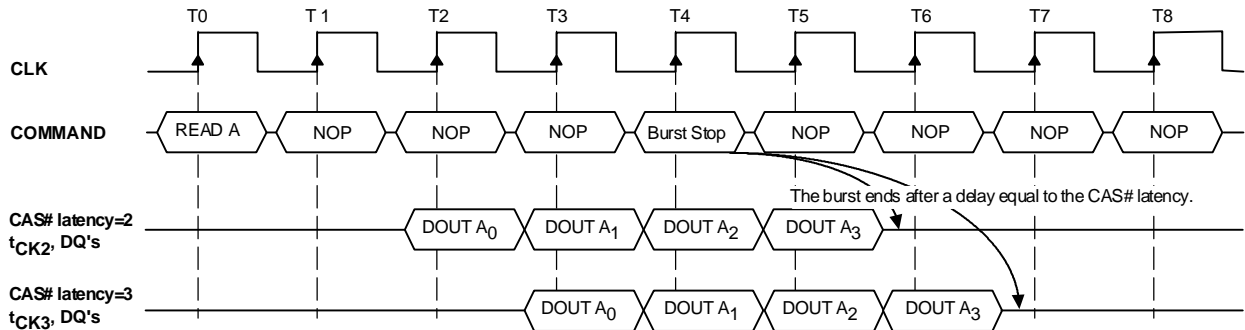 T0 T1 T2 T3 T4 T5 T6 T7 T8
CLK
COMMAND READ A NOP NOP NOP Burst Stop NOP NOP NOP NOP
The burst ends after a delay equal to the CAS# latency.
CAS# latency=2
tCK2, DQ's DOUT A0 DOUT A1 DOUT A2 DOUT A3
CAS# latency=3
tCK3, DQ's DOUT A0 DOUT A1 DOUT A2 DOUT A3